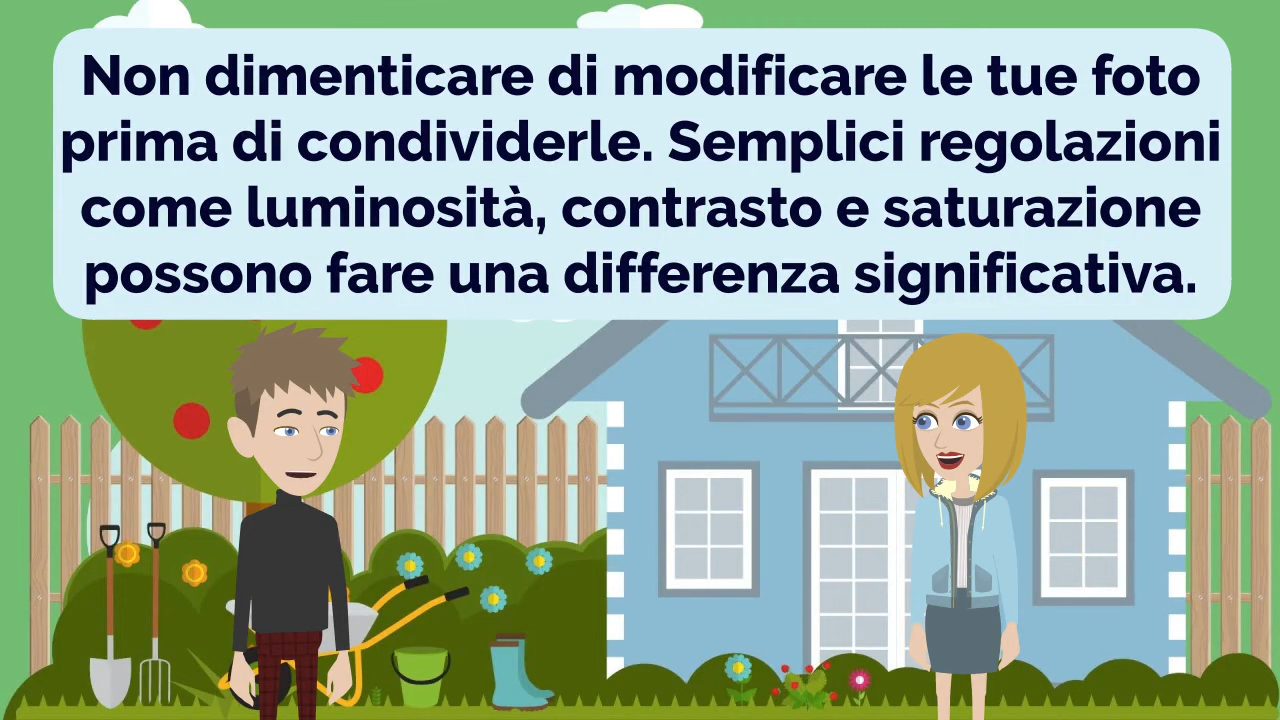 Non dimenticare di modificare le tue foto
prima di condividerle. Semplici regolazioni
come luminosità, contrasto e saturazione
possono fare una differenza significativa.